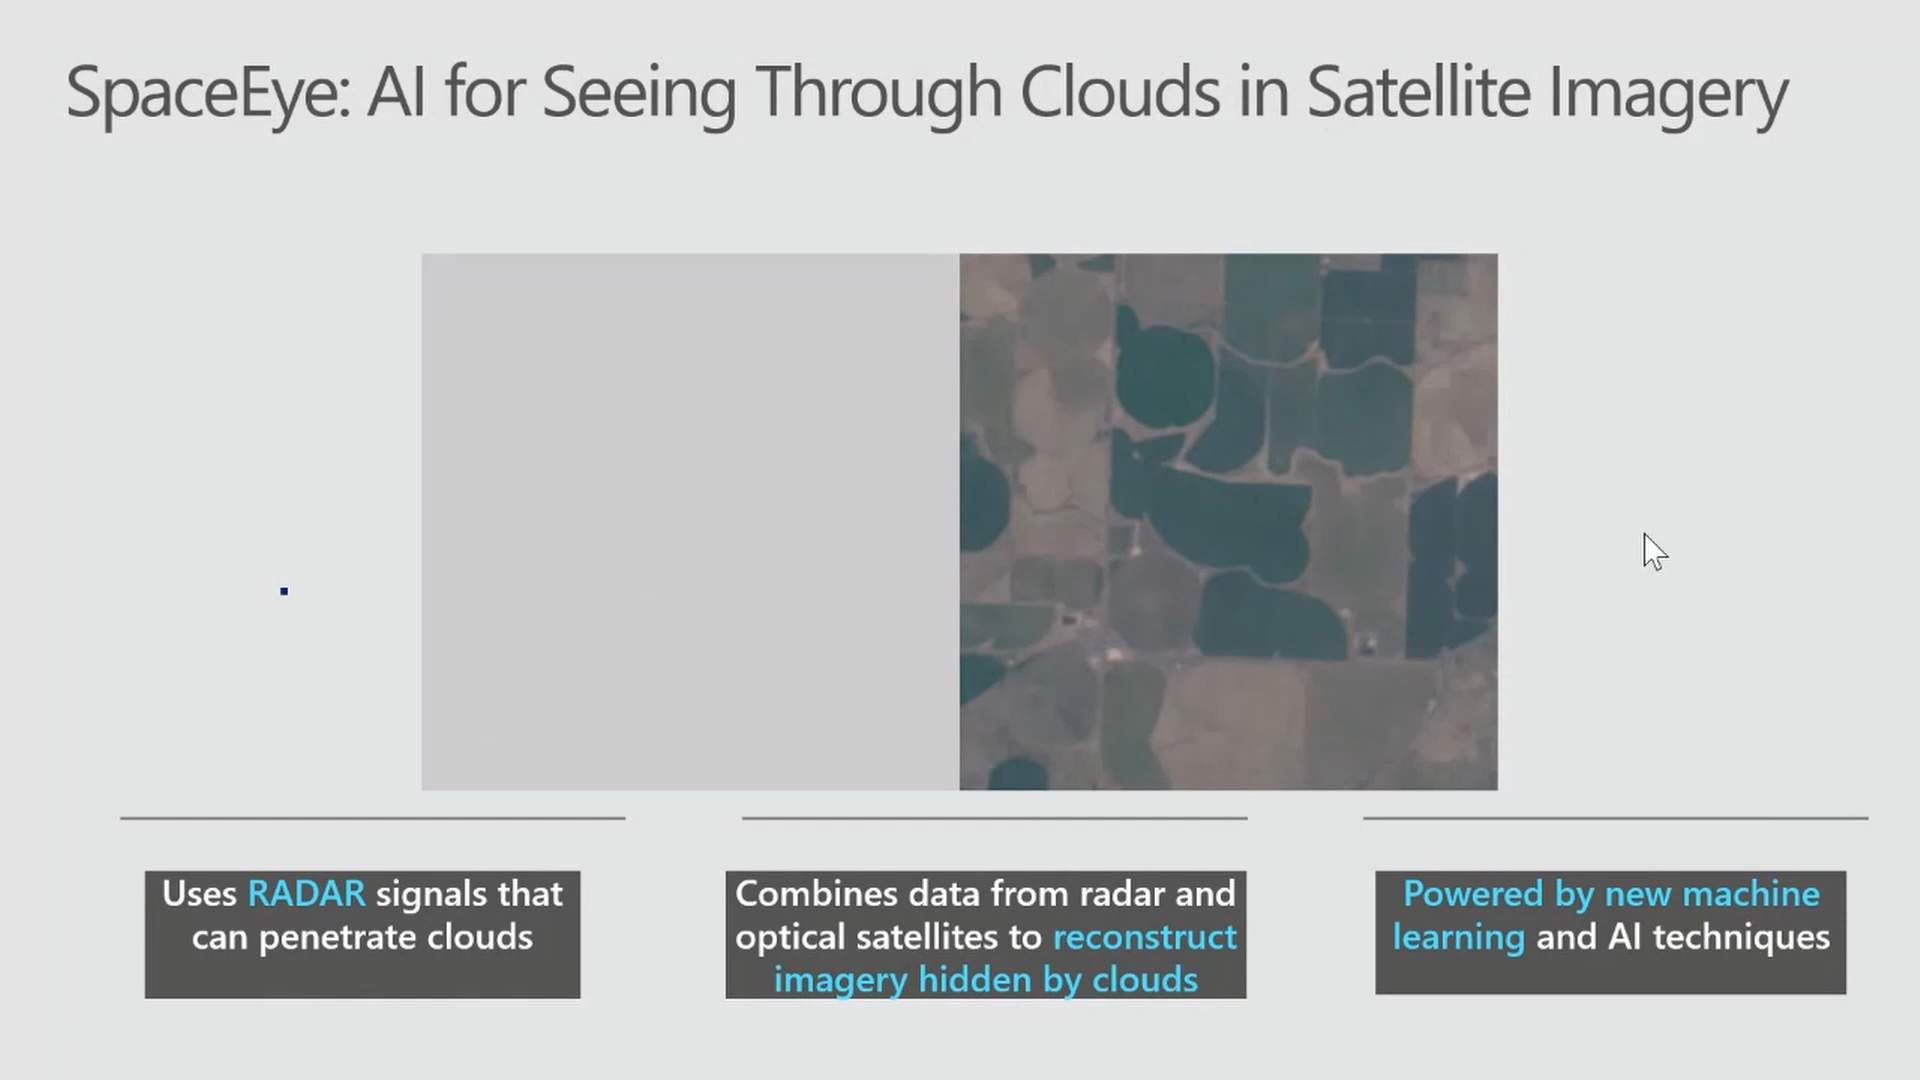 SpaceEye: AI for Seeing Through Clouds in Satellite Imagery
Uses RADAR signals that
can penetrate clouds
Combines data from radar and
optical satellites to reconstruct
imagery hidden by clouds
Powered by new machine
learning and AI techniques